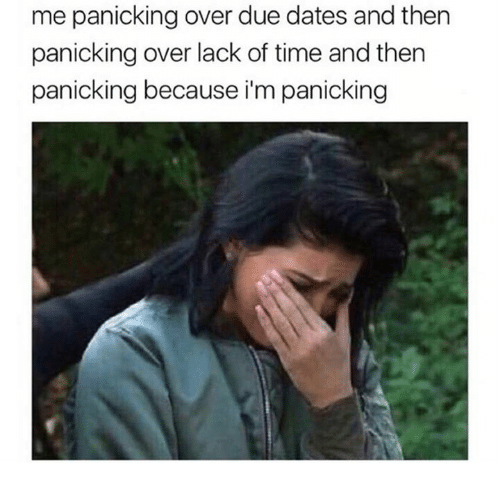 me panicking over due dates and then
panicking over lack of time and then
panicking because i'm panicking